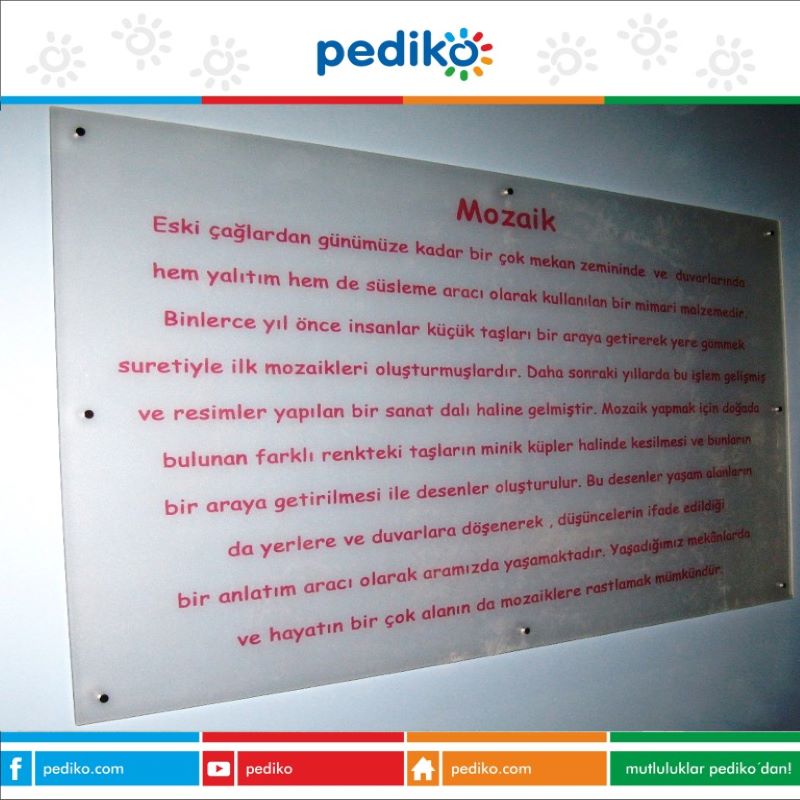 pediko
Mozaik
Eski çağlardan günümüze kadar bir çok mekan zemininde ve duvarlarında
hem yalıtım hem de süsleme aracı olarak kullanılan bir mimari malzemedir.
Binlerce yıl önce insanlar küçük taşları bir araya getirerek yere gömmek
suretiyle ilk mozaikleri oluşturmuşlardır. Daha sonraki yıllarda bu işlem gelişmiş
ve resimler yapılan bir sanat dalı haline gelmiştir. Mozaik yapmak için doğada
bulunan farklı renkteki taşların minik küpler halinde kesilmesi ve bunların
bir araya getirilmesi ile desenler oluşturulur. Bu desenler yaşam alanların
da yerlere ve duvarlara döşenerek , düşüncelerin ifade edildiği
bir anlatım aracı olarak aramızda yaşamaktadır. Yaşadığımız mekânlarda
ve hayatın bir çok alanın da mozaiklere rastlamak mümkündür.
f pediko.com
pediko
pediko.com
mutluluklar pediko´dan!